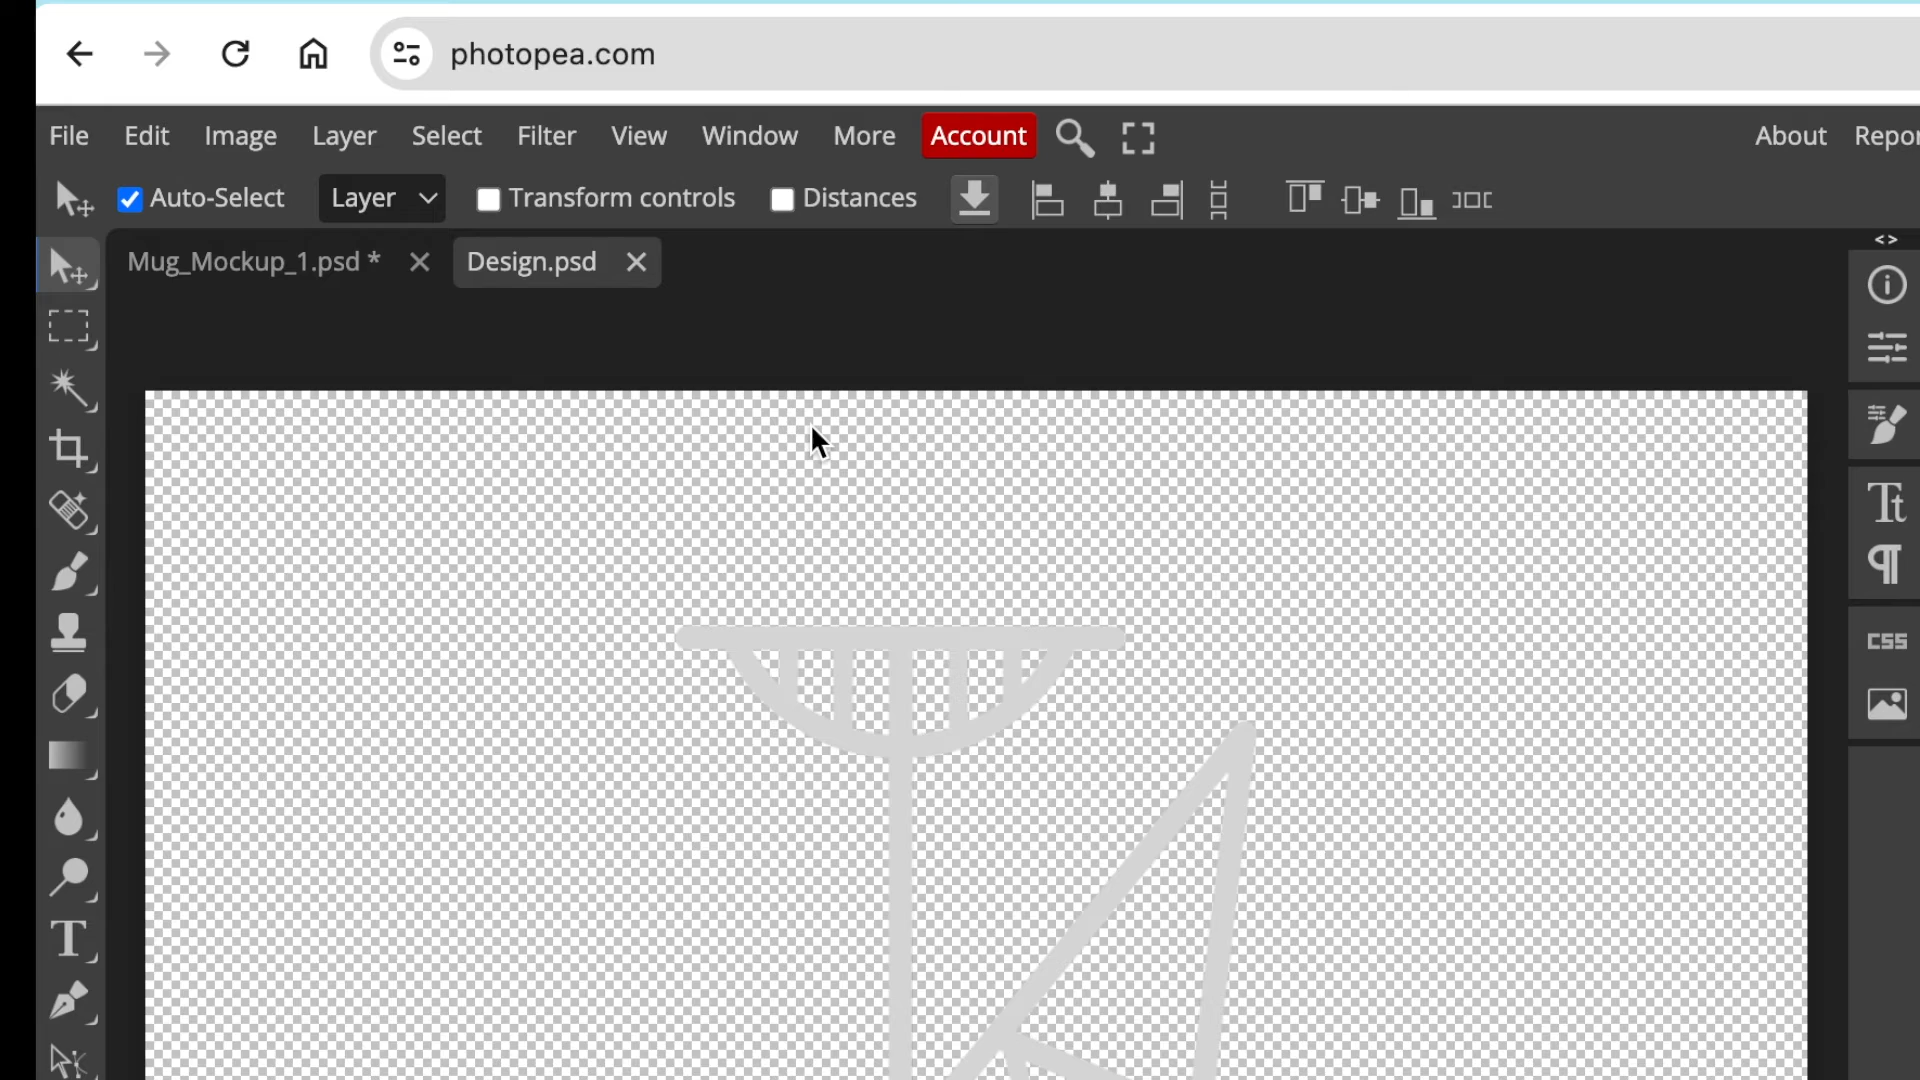 photopea.com
File Edit Image Layer Select Filter View Window More Account About Repor
Auto-Select Layer Transform controls Distances
Mug_Mockup_1.psd * Design.psd
CSS